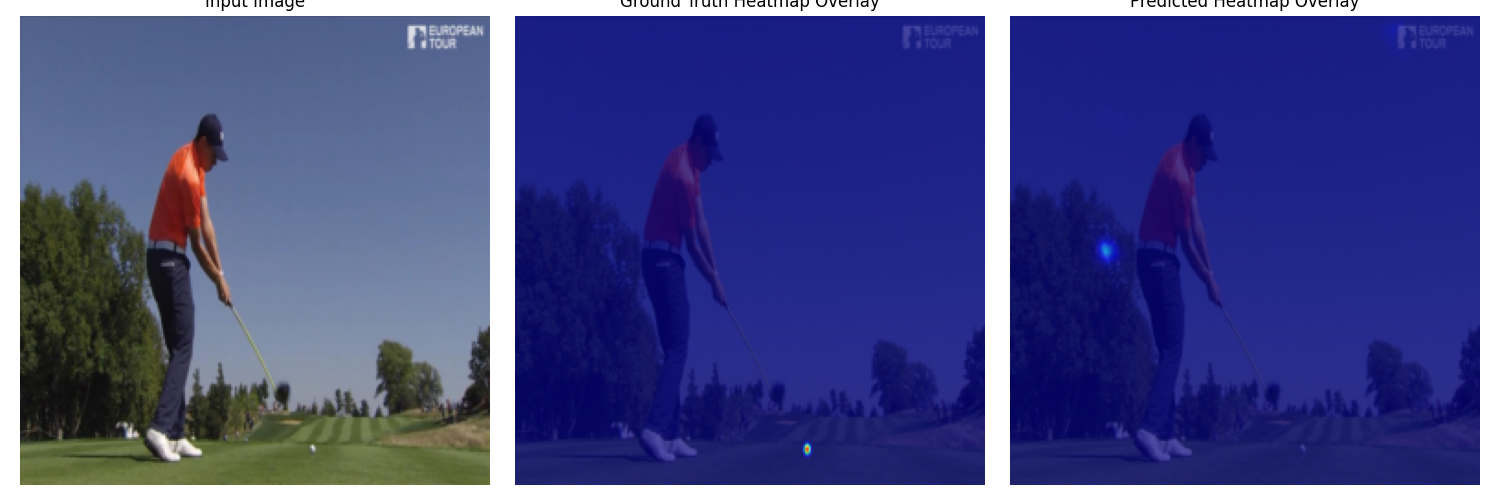 Input Image
Ground Truth Heatmap Overlay
Predicted Heatmap Overlay
EUROPEAN
TOUR
EUROPEAN
TOUR
EUROPEAN
TOUR